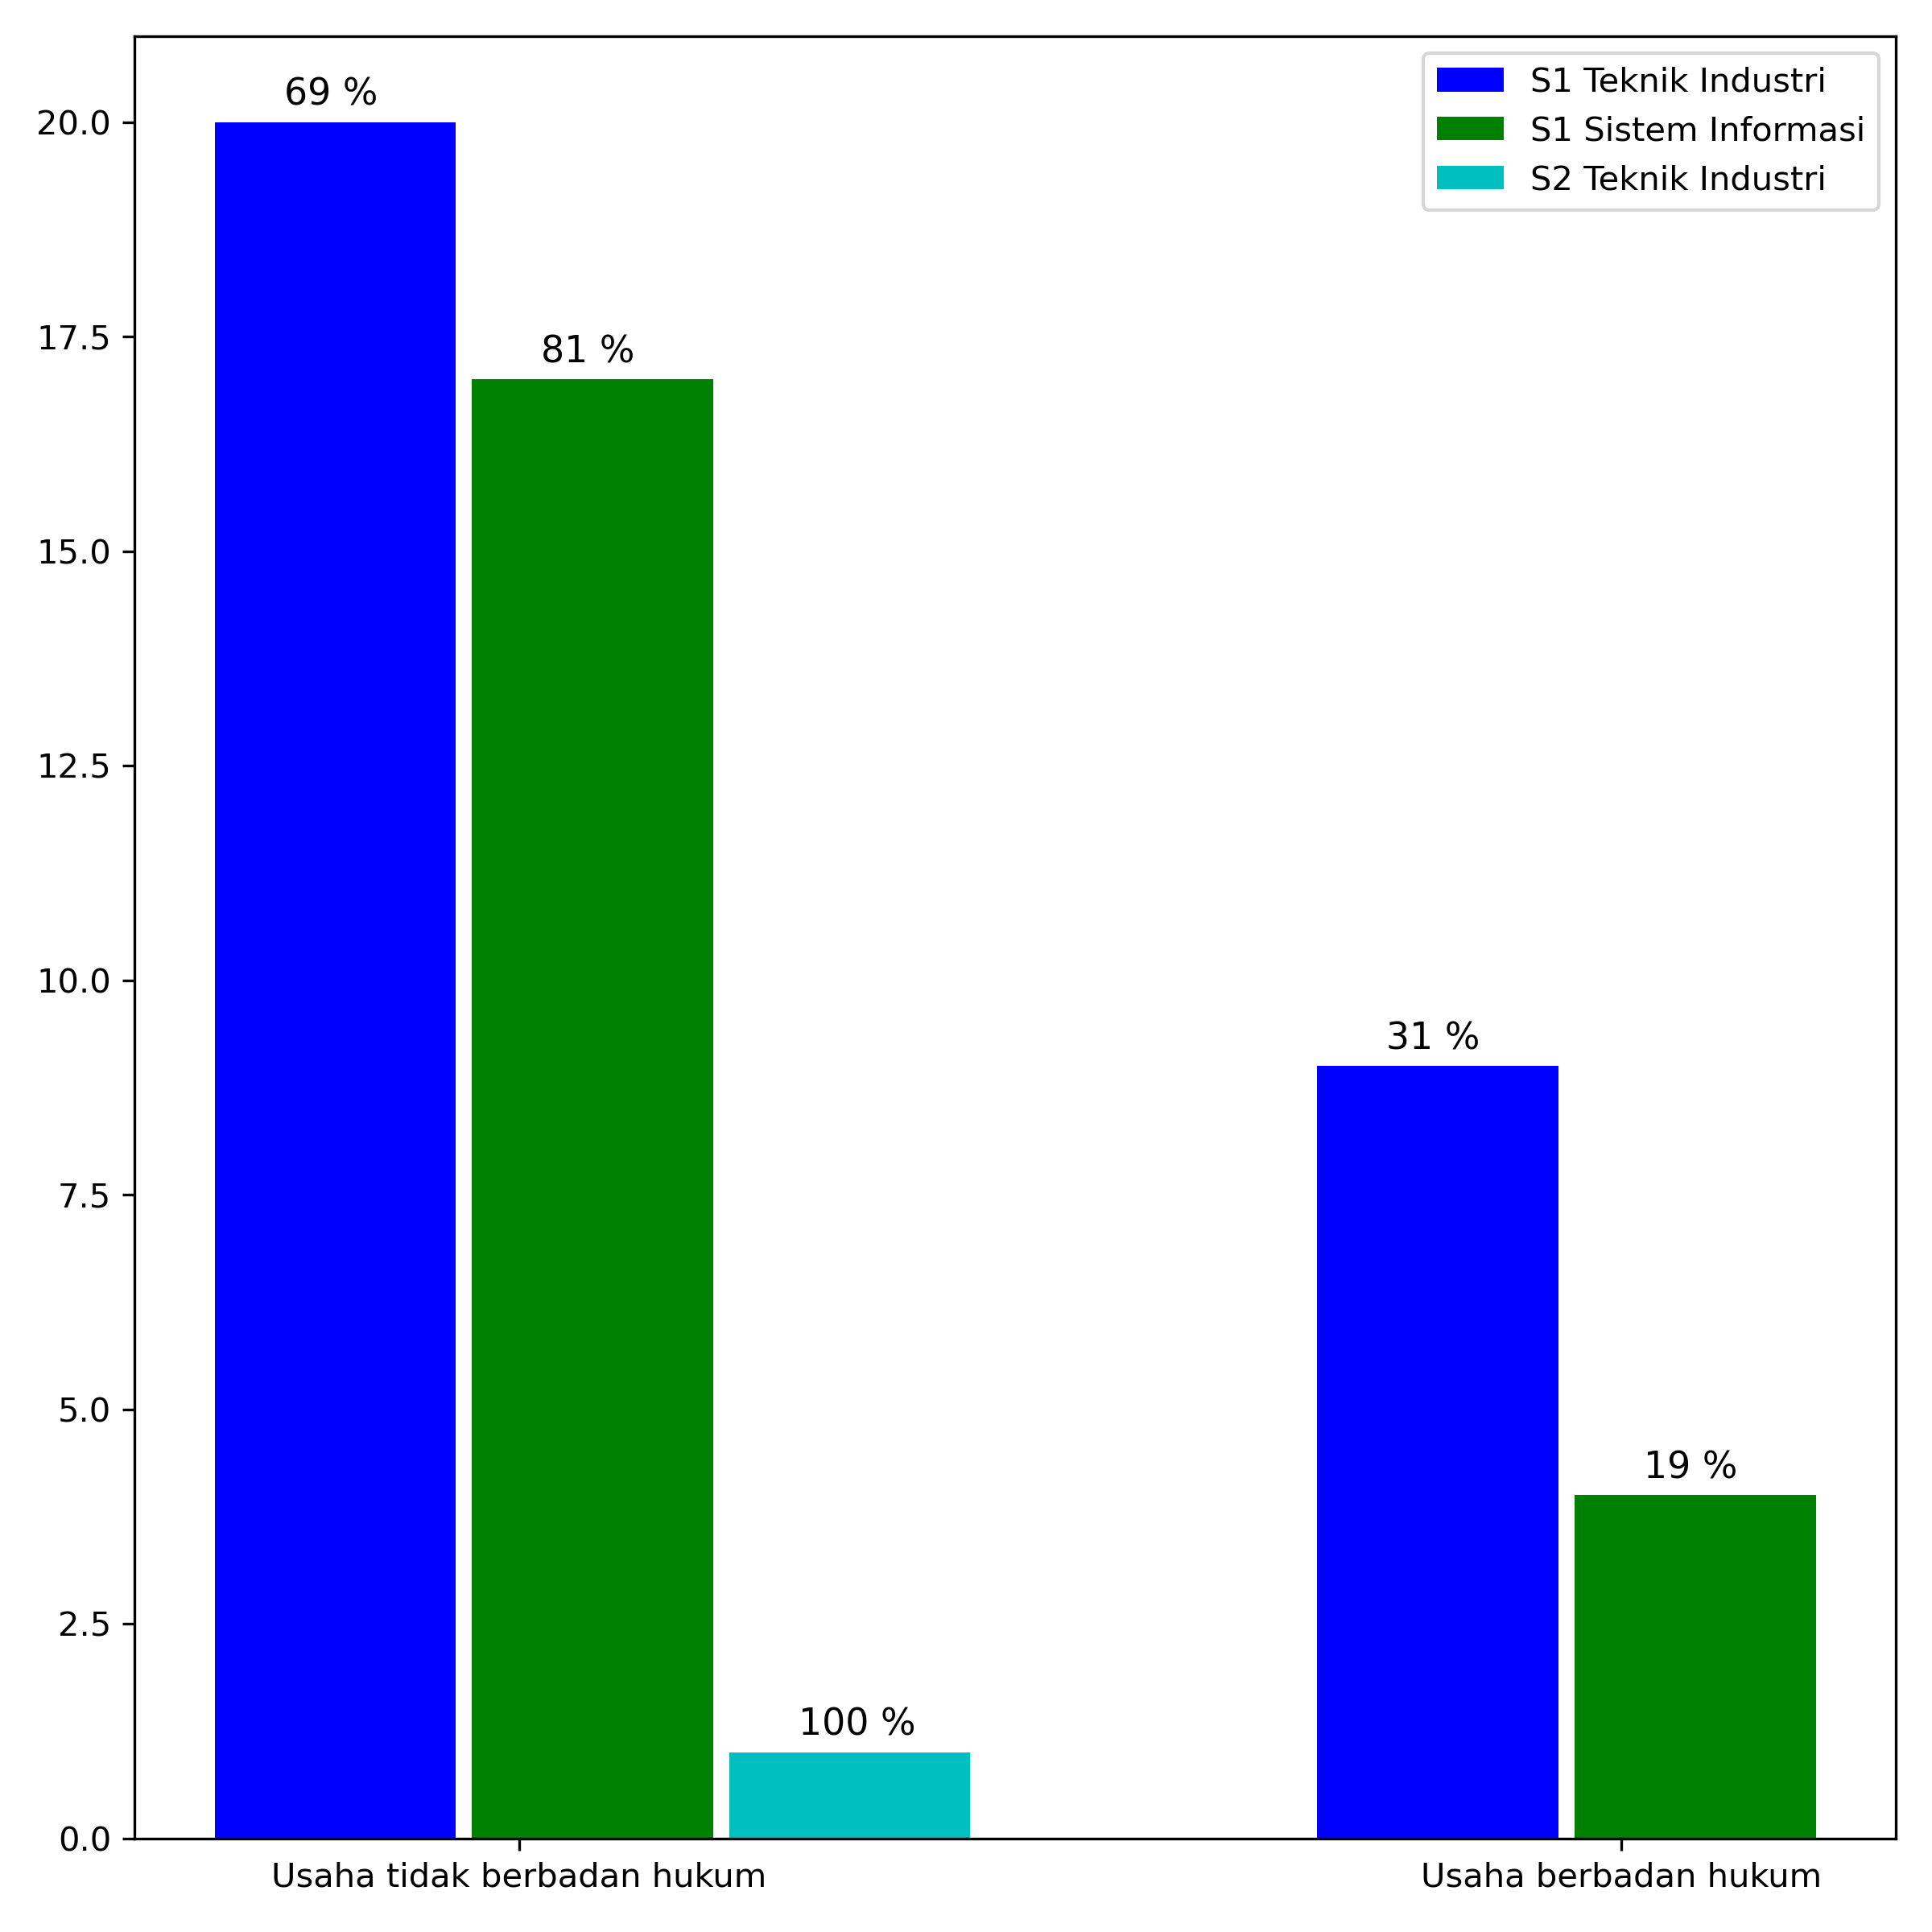 69 %
81 %
100 %
31 %
19 %
S1 Teknik Industri
S1 Sistem Informasi
S2 Teknik Industri
20.0
17.5
15.0
12.5
10.0
7.5
5.0
2.5
0.0
Usaha tidak berbadan hukum
Usaha berbadan hukum